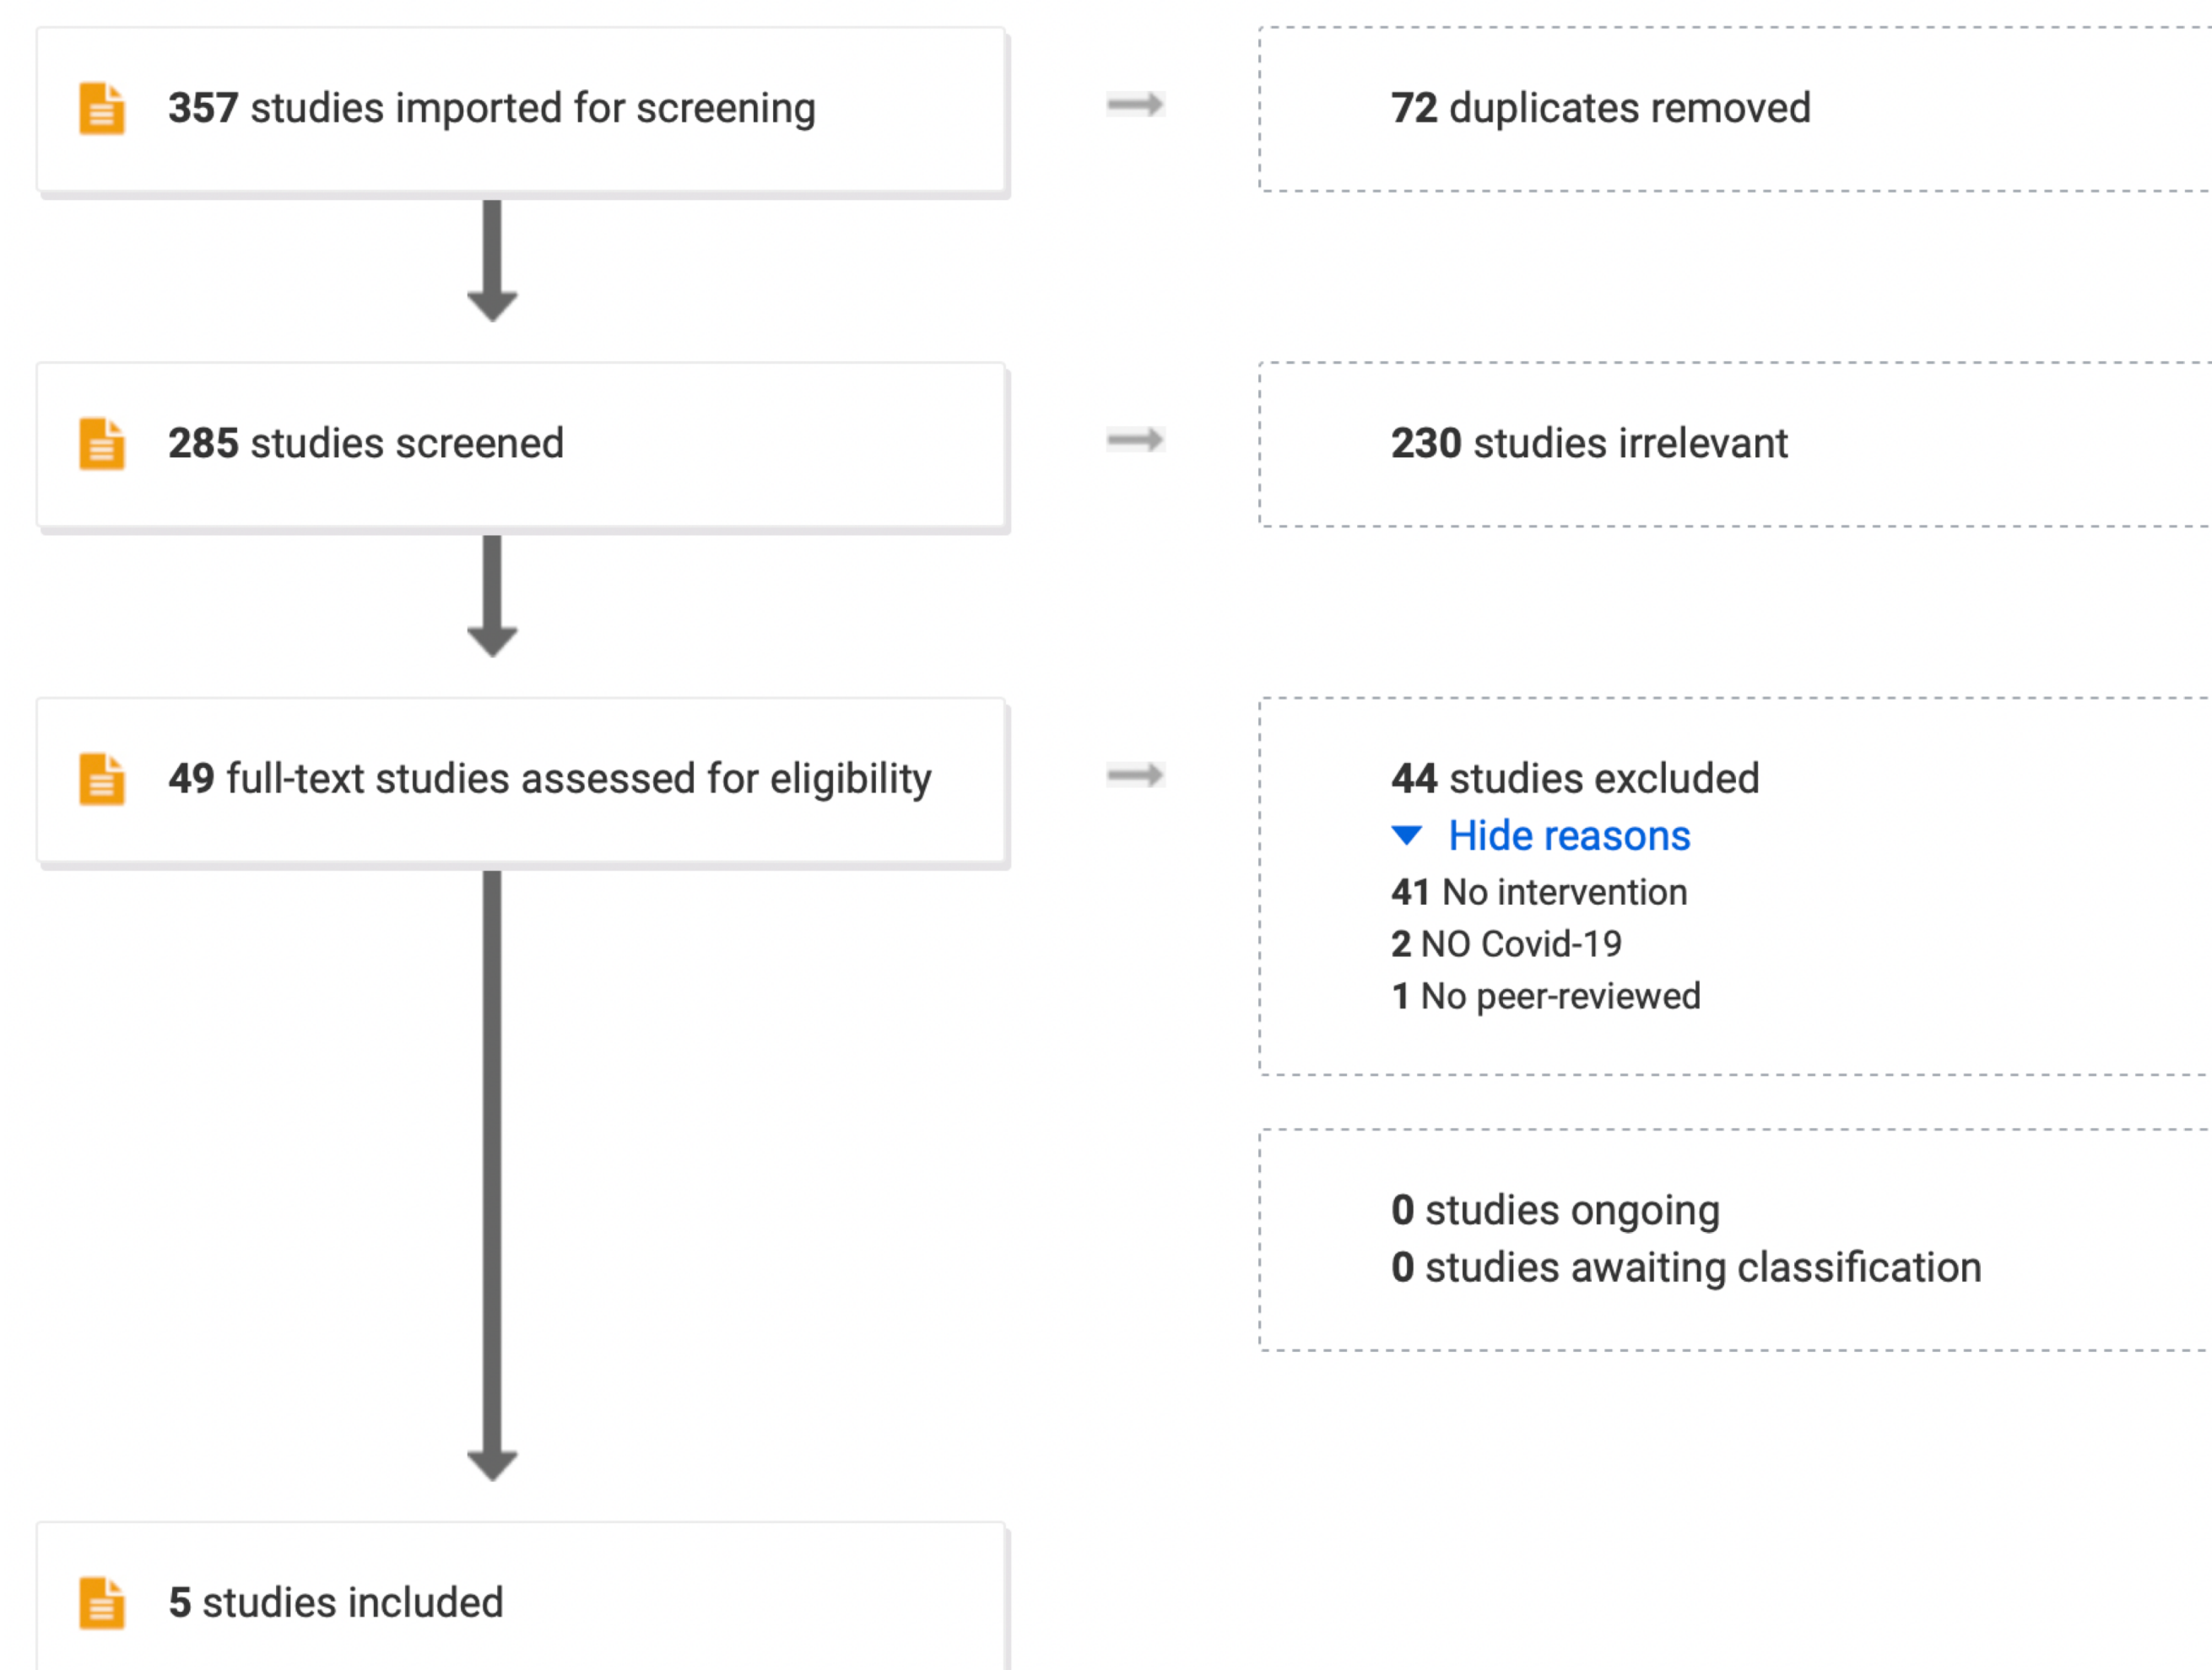 357 studies imported for screening
72 duplicates removed
285 studies screened
230 studies irrelevant
49 full-text studies assessed for eligibility
44 studies excluded
Hide reasons
41 No intervention
2 NO Covid-19
1 No peer-reviewed
0 studies ongoing
0 studies awaiting classification
5 studies included